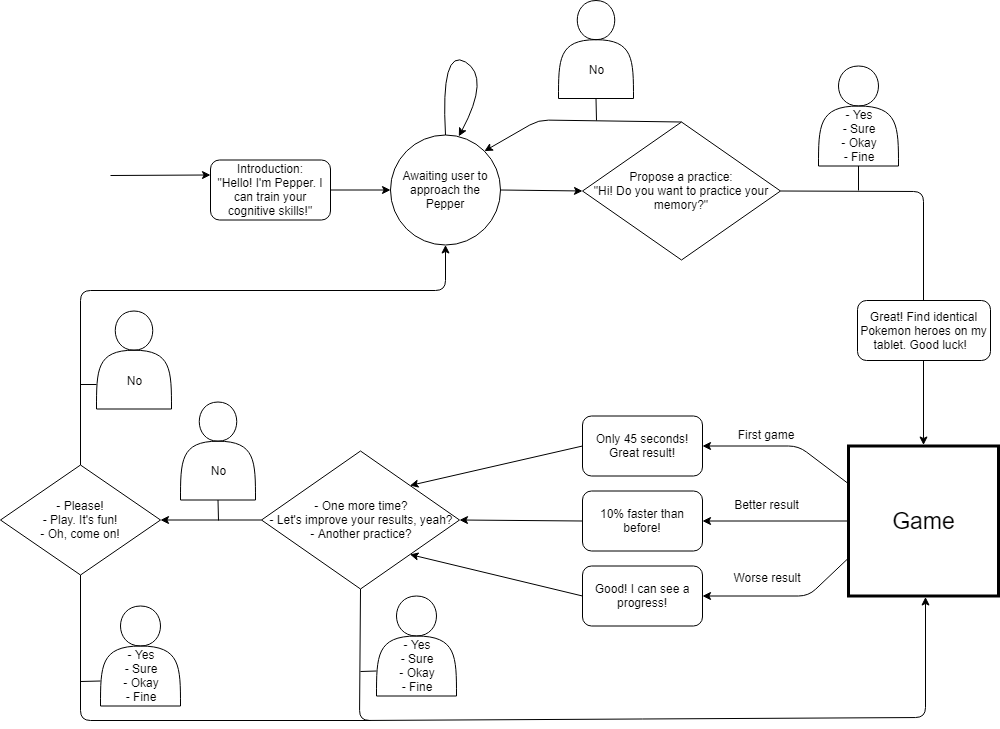 No
- Yes
- Sure
- Okay
- Fine
Introduction:
"Hello! I'm Pepper. I
can train your
cognitive skills!"
Awaiting user to
approach the
Pepper
Propose a practice:
"Hi! Do you want to practice your
memory?"
Great! Find identical
Pokemon heroes on my
tablet. Good luck!
No
No
Only 45 seconds!
Great result!
First game
- Please!
- Play. It's fun!
- Oh, come on!
- One more time?
- Let's improve your results, yeah?
- Another practice?
10% faster than
before!
Better result
Game
Good! I can see a
progress!
Worse result
- Yes
- Sure
- Okay
- Fine
- Yes
- Sure
- Okay
- Fine